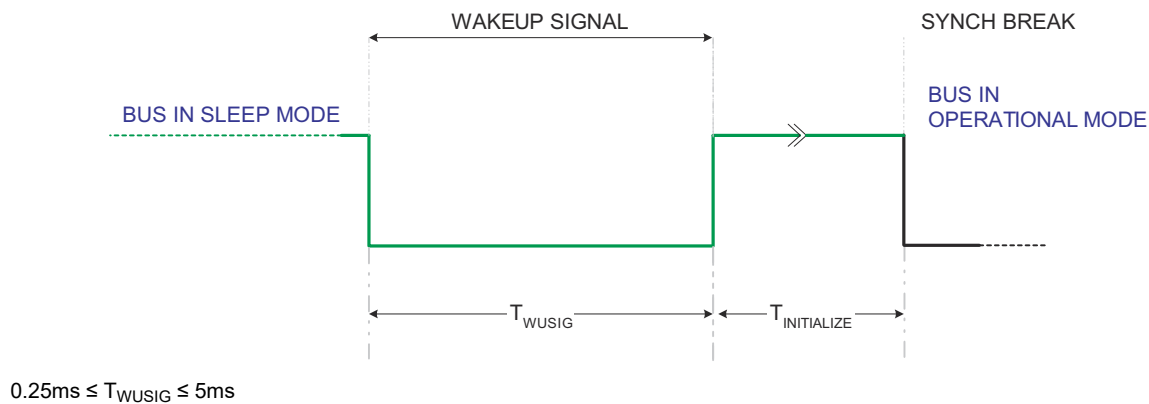 WAKEUP SIGNAL
SYNCH BREAK
BUS IN SLEEP MODE
BUS IN
OPERATIONAL MODE
TWUSIG
TINITIALIZE
0.25ms ≤ TWUSIG ≤ 5ms